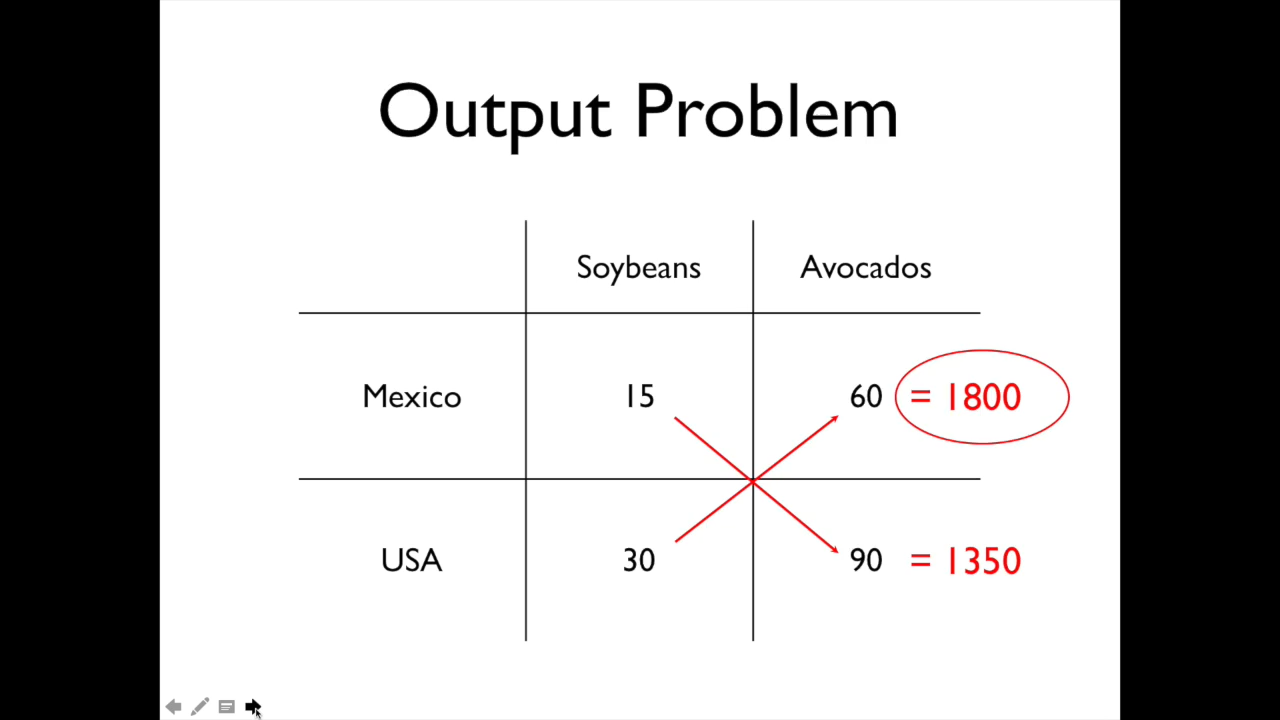 Output Problem
Soybeans Avocados
Mexico 15 60 = 1800
USA 30 90 = 1350